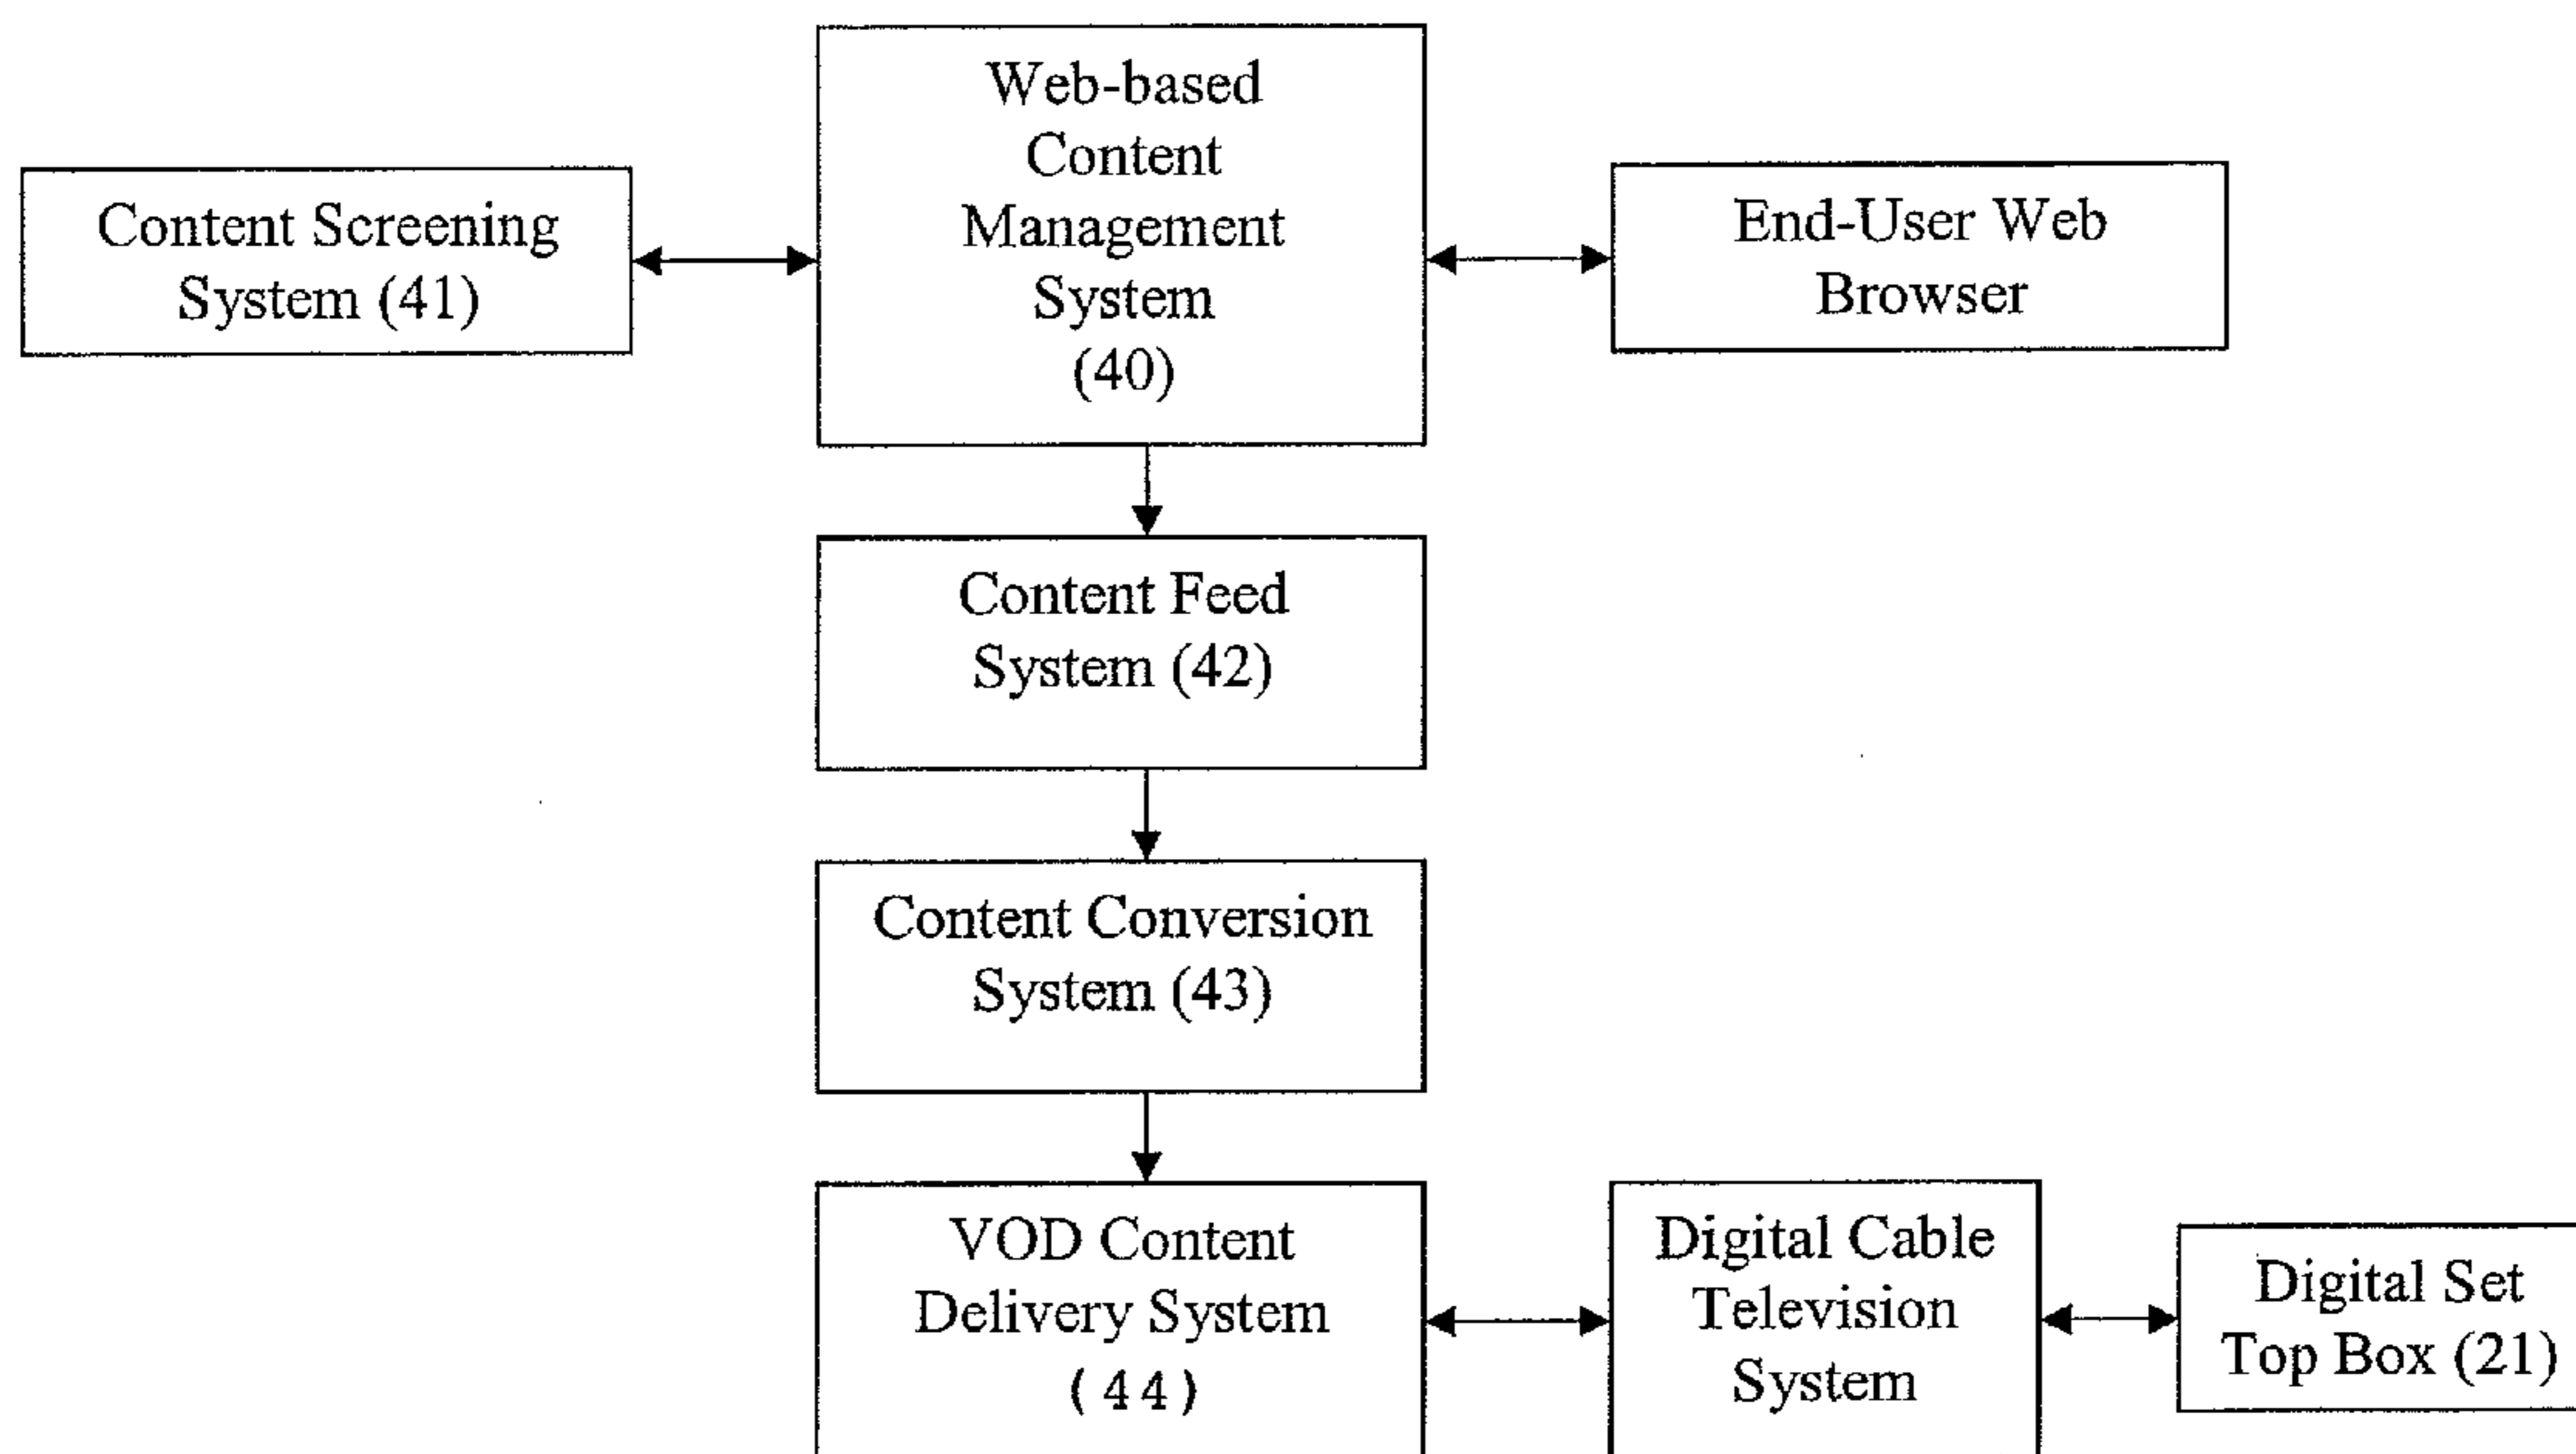 Web-based
Content
Management
System
(40)
Content Screening
System (41)
End-User Web
Browser
Content Feed
System (42)
Content Conversion
System (43)
VOD Content
Delivery System
(44)
Digital Cable
Television
System
Digital Set
Top Box (21)